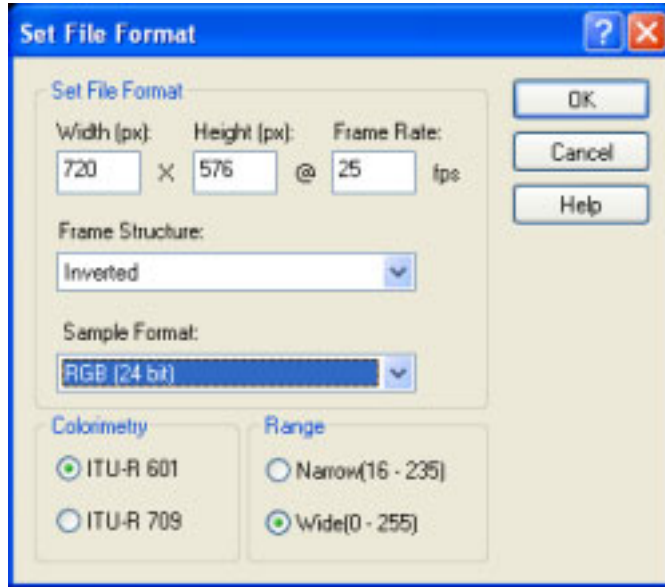 Set File Format
Set File Format
OK
Width (px): Height (px): Frame Rate:
720 X 576 @ 25 fps
Cancel
Help
Frame Structure:
Inverted
Sample Format:
RGB (24 bit)
Colorimetry
ITU-R 601
ITU-R 709
Range
Narrow(16 - 235)
Wide(0 - 255)